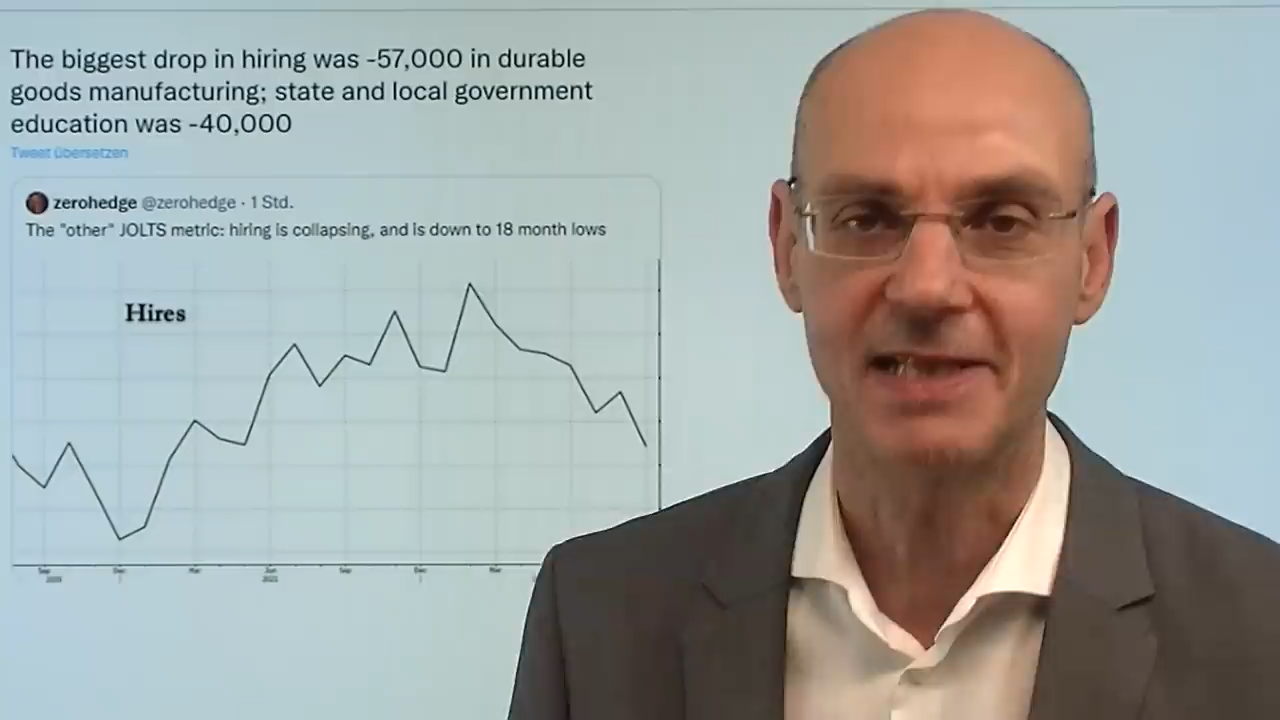 The biggest drop in hiring was -57,000 in durable
goods manufacturing; state and local government
education was -40,000
Tweet übersetzen
zerohedge @zerohedge · 1 Std.
The "other" JOLTS metric: hiring is collapsing, and is down to 18 month lows
Hires
Sep Dec Mar Jun Sep Dec Mar